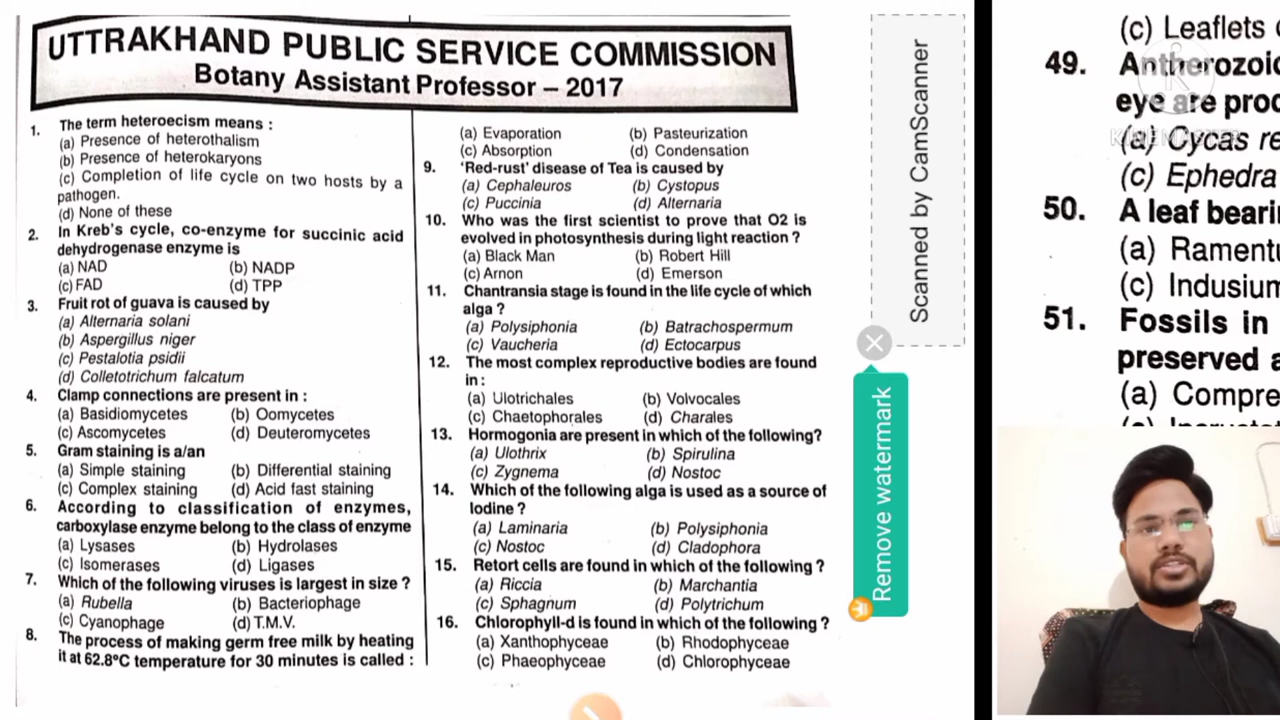 UTTRAKHAND PUBLIC SERVICE COMMISSION
Botany Assistant Professor – 2017
1. The term heteroecism means :
(a) Presence of heterothalism
(b) Presence of heterokaryons
(c) Completion of life cycle on two hosts by a
pathogen.
(d) None of these
2. In Kreb's cycle, co-enzyme for succinic acid
dehydrogenase enzyme is
(a) NAD (b) NADP
(c) FAD (d) TPP
3. Fruit rot of guava is caused by
(a) Alternaria solani
(b) Aspergillus niger
(c) Pestalotia psidii
(d) Colletotrichum falcatum
4. Clamp connections are present in :
(a) Basidiomycetes (b) Oomycetes
(c) Ascomycetes (d) Deuteromycetes
5. Gram staining is a/an
(a) Simple staining (b) Differential staining
(c) Complex staining (d) Acid fast staining
6. According to classification of enzymes,
carboxylase enzyme belong to the class of enzyme
(a) Lysases (b) Hydrolases
(c) Isomerases (d) Ligases
7. Which of the following viruses is largest in size ?
(a) Rubella (b) Bacteriophage
(c) Cyanophage (d) T.M.V.
8. The process of making germ free milk by heating
it at 62.8ºC temperature for 30 minutes is called :
(a) Evaporation (b) Pasteurization
(c) Absorption (d) Condensation
9. 'Red-rust' disease of Tea is caused by
(a) Cephaleuros (b) Cystopus
(c) Puccinia (d) Alternaria
10. Who was the first scientist to prove that O2 is
evolved in photosynthesis during light reaction ?
(a) Black Man (b) Robert Hill
(c) Arnon (d) Emerson
11. Chantransia stage is found in the life cycle of which
alga ?
(a) Polysiphonia (b) Batrachospermum
(c) Vaucheria (d) Ectocarpus
12. The most complex reproductive bodies are found
in :
(a) Ulotrichales (b) Volvocales
(c) Chaetophorales (d) Charales
13. Hormogonia are present in which of the following?
(a) Ulothrix (b) Spirulina
(c) Zygnema (d) Nostoc
14. Which of the following alga is used as a source of
Iodine ?
(a) Laminaria (b) Polysiphonia
(c) Nostoc (d) Cladophora
15. Retort cells are found in which of the following ?
(a) Riccia (b) Marchantia
(c) Sphagnum (d) Polytrichum
16. Chlorophyll-d is found in which of the following ?
(a) Xanthophyceae (b) Rhodophyceae
(c) Phaeophyceae (d) Chlorophyceae
Scanned by CamScanner
Remove watermark
(c) Leaflets
49. Antherozoi
eye are pro
KINEMASTER
(a) Cycas re
(c) Ephedra
50. A leaf beari
(a) Ramentu
(c) Indusium
51. Fossils in
preserved a
(a) Compre